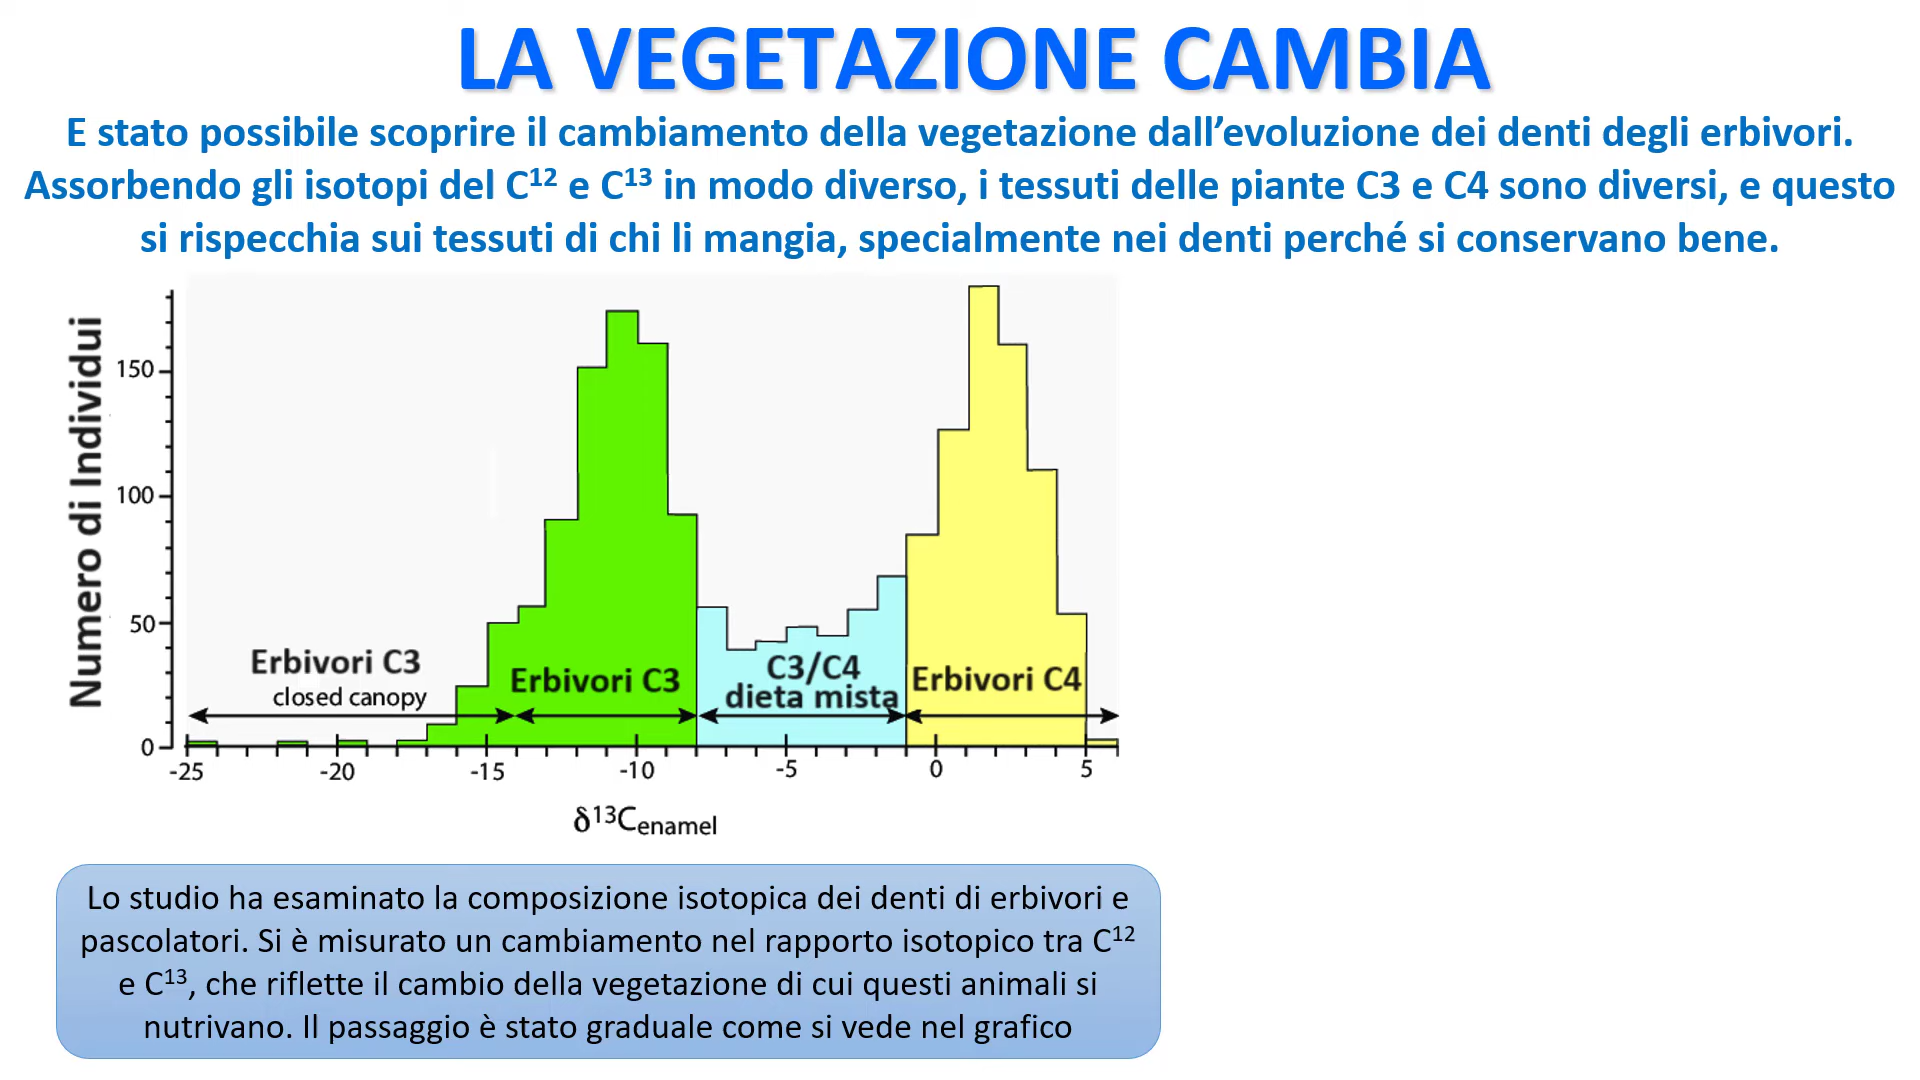 LA VEGETAZIONE CAMBIA
E stato possibile scoprire il cambiamento della vegetazione dall’evoluzione dei denti degli erbivori.
Assorbendo gli isotopi del C¹² e C¹³ in modo diverso, i tessuti delle piante C3 e C4 sono diversi, e questo
si rispecchia sui tessuti di chi li mangia, specialmente nei denti perché si conservano bene.
Numero di Individui
150
100
50
0
Erbivori C3
closed canopy
Erbivori C3
C3/C4
dieta mista
Erbivori C4
-25 -20 -15 -10 -5 0 5
δ¹³Cenamel
Lo studio ha esaminato la composizione isotopica dei denti di erbivori e
pascolatori. Si è misurato un cambiamento nel rapporto isotopico tra C¹²
e C¹³, che riflette il cambio della vegetazione di cui questi animali si
nutrivano. Il passaggio è stato graduale come si vede nel grafico